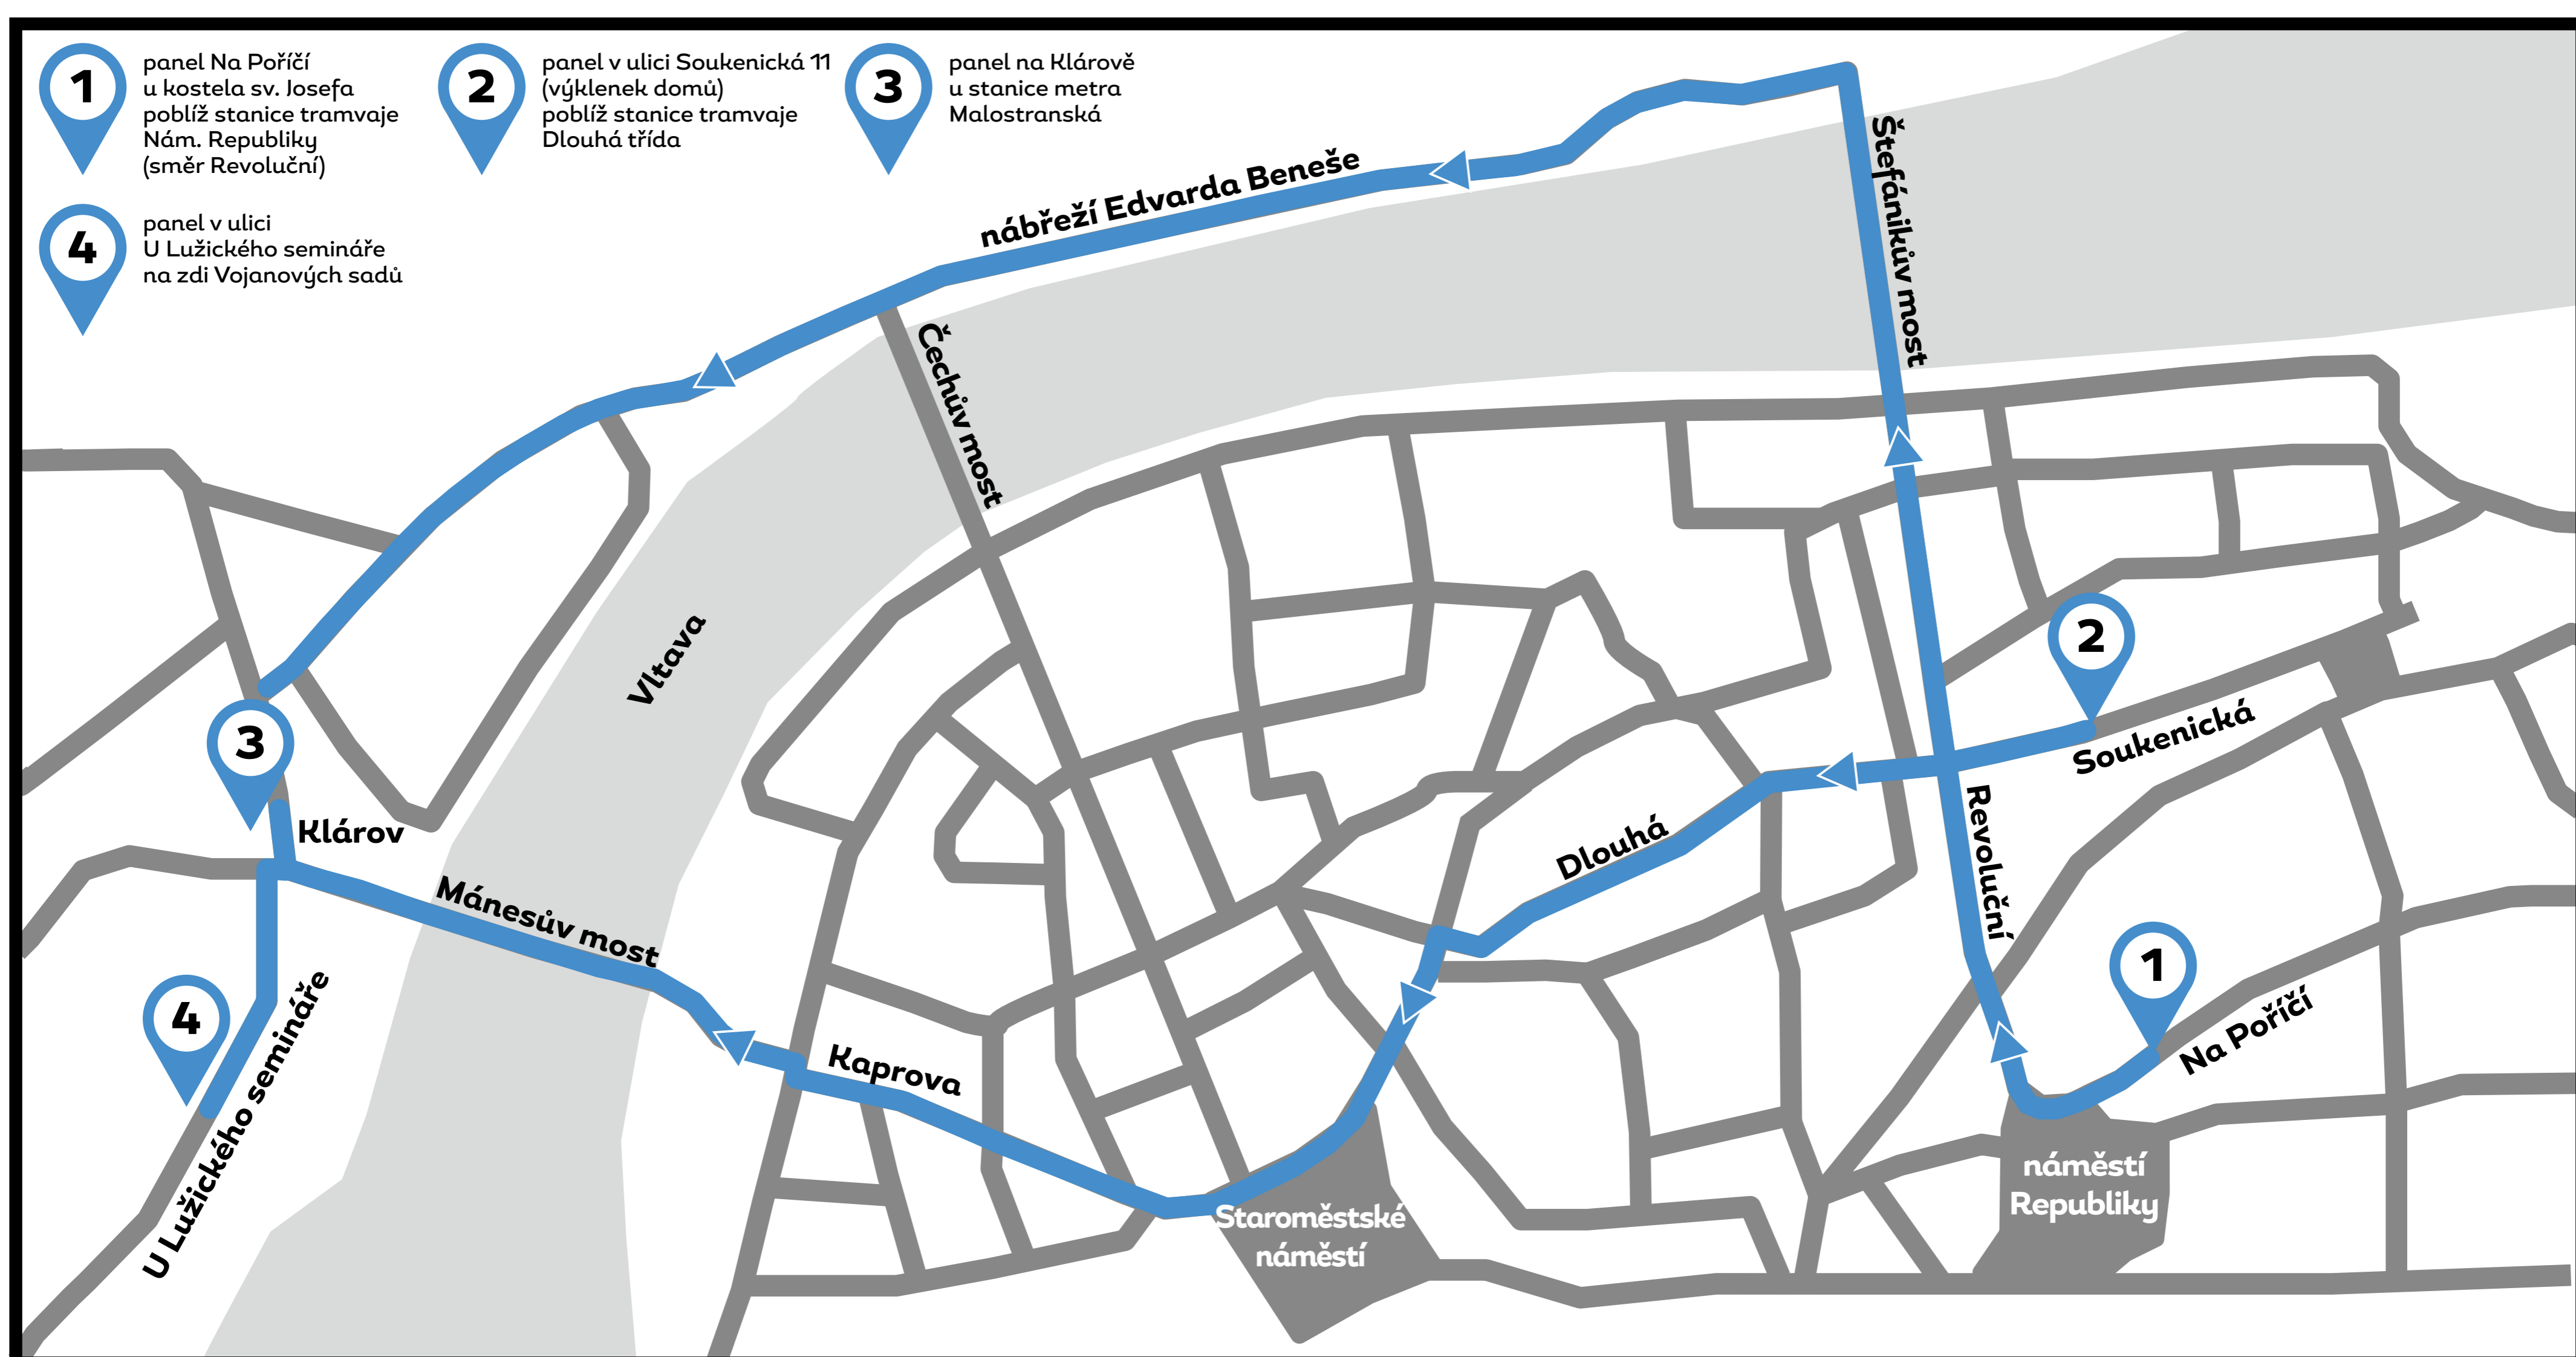 1
panel Na Poříčí
u kostela sv. Josefa
poblíž stanice tramvaje
Nám. Republiky
(směr Revoluční)
2
panel v ulici Soukenická 11
(výklenek domů)
poblíž stanice tramvaje
Dlouhá třída
3
panel na Klárově
u stanice metra
Malostranská
4
panel v ulici
U Lužického semináře
na zdi Vojanových sadů
nábřeží Edvarda Beneše
Štefánikův most
Čechův most
Vltava
2
Soukenická
3
Klárov
Revoluční
Dlouhá
Mánesův most
1
Na Poříčí
4
U Lužického semináře
Kaprova
náměstí
Republiky
Staroměstské
náměstí